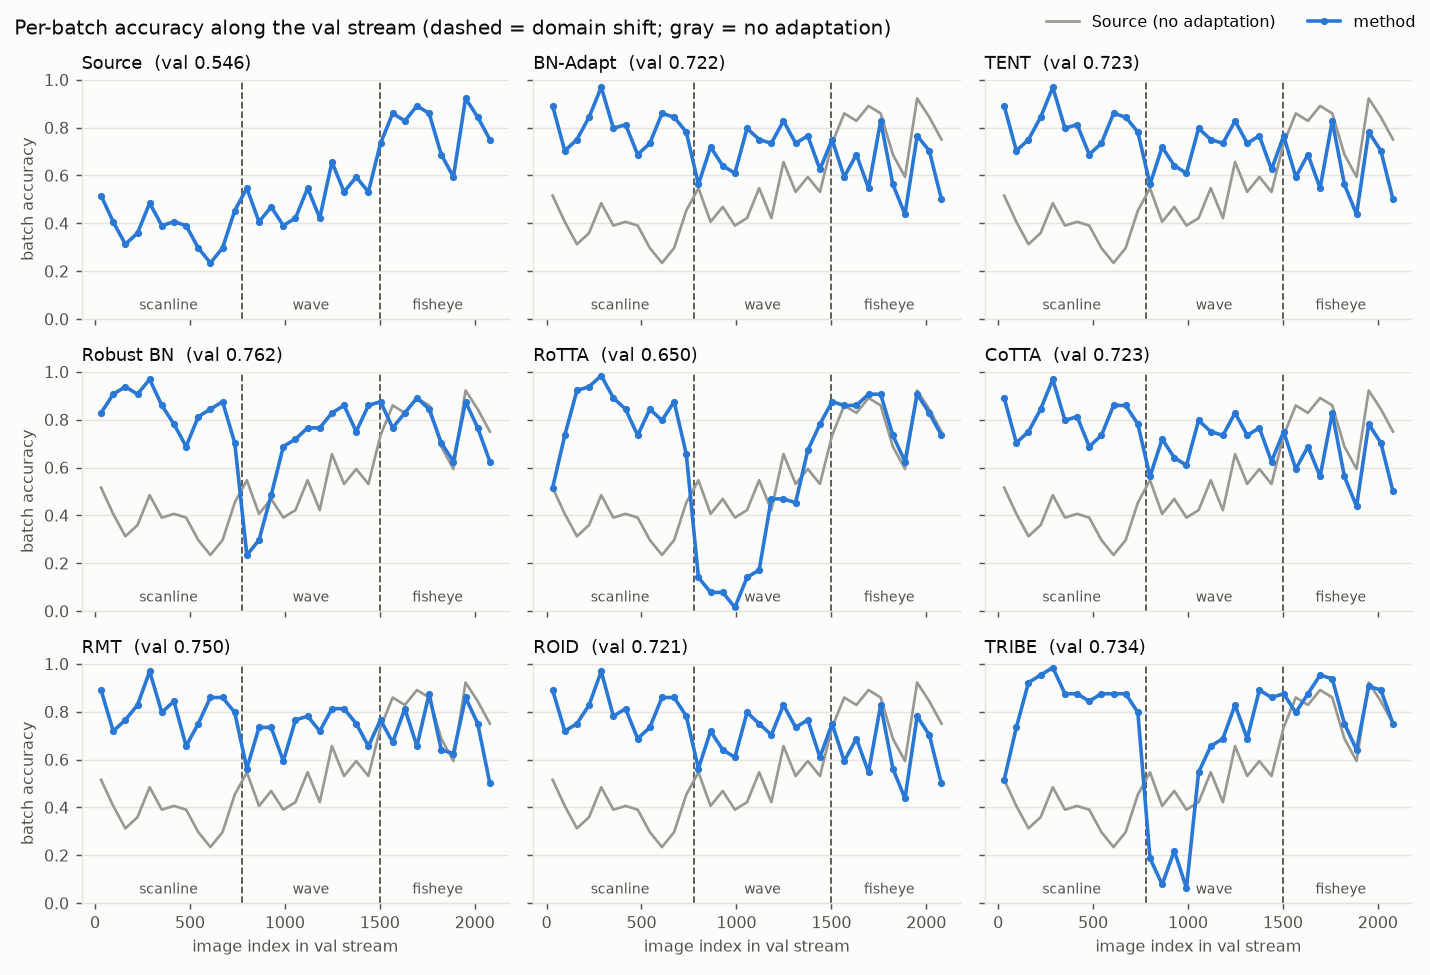 Per-batch accuracy along the val stream (dashed = domain shift; gray = no adaptation)
Source (no adaptation)
method
Source (val 0.546)
BN-Adapt (val 0.722)
TENT (val 0.723)
1.0
0.8
0.6
0.4
0.2
0.0
batch accuracy
scanline
wave
fisheye
scanline
wave
fisheye
scanline
wave
fisheye
Robust BN (val 0.762)
RoTTA (val 0.650)
CoTTA (val 0.723)
1.0
0.8
0.6
0.4
0.2
0.0
batch accuracy
scanline
wave
fisheye
scanline
wave
fisheye
scanline
wave
fisheye
RMT (val 0.750)
ROID (val 0.721)
TRIBE (val 0.734)
1.0
0.8
0.6
0.4
0.2
0.0
batch accuracy
scanline
wave
fisheye
scanline
wave
fisheye
scanline
wave
fisheye
0 500 1000 1500 2000
0 500 1000 1500 2000
0 500 1000 1500 2000
image index in val stream
image index in val stream
image index in val stream